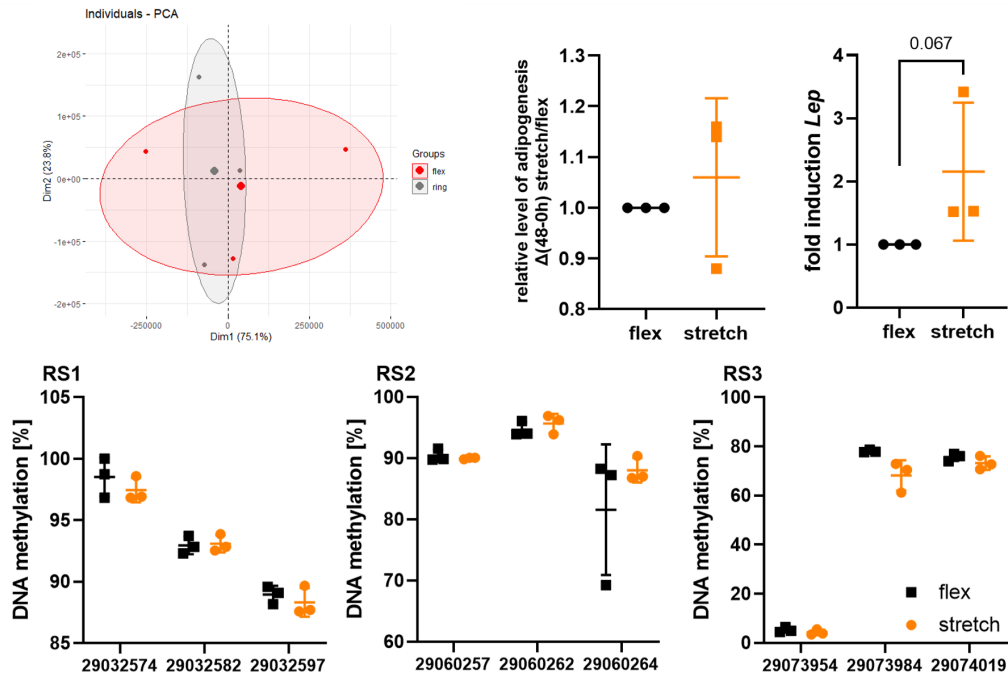 Individuals - PCA
Dim2 (23.8%)
2e+05
1e+05
0e+00
-1e+05
-2e+05
-250000
0
250000
500000
Dim1 (75.1%)
Groups
flex
ring
relative level of adipogenesis
Δ(48-0h) stretch/flex
1.3
1.2
1.1
1.0
0.9
0.8
flex
stretch
fold induction Lep
4
3
2
1
0
0.067
flex
stretch
RS1
DNA methylation [%]
105
100
95
90
85
29032574
29032582
29032597
RS2
DNA methylation [%]
100
90
80
70
60
29060257
29060262
29060264
RS3
DNA methylation [%]
100
80
60
40
20
0
flex
stretch
29073954
29073984
29074019